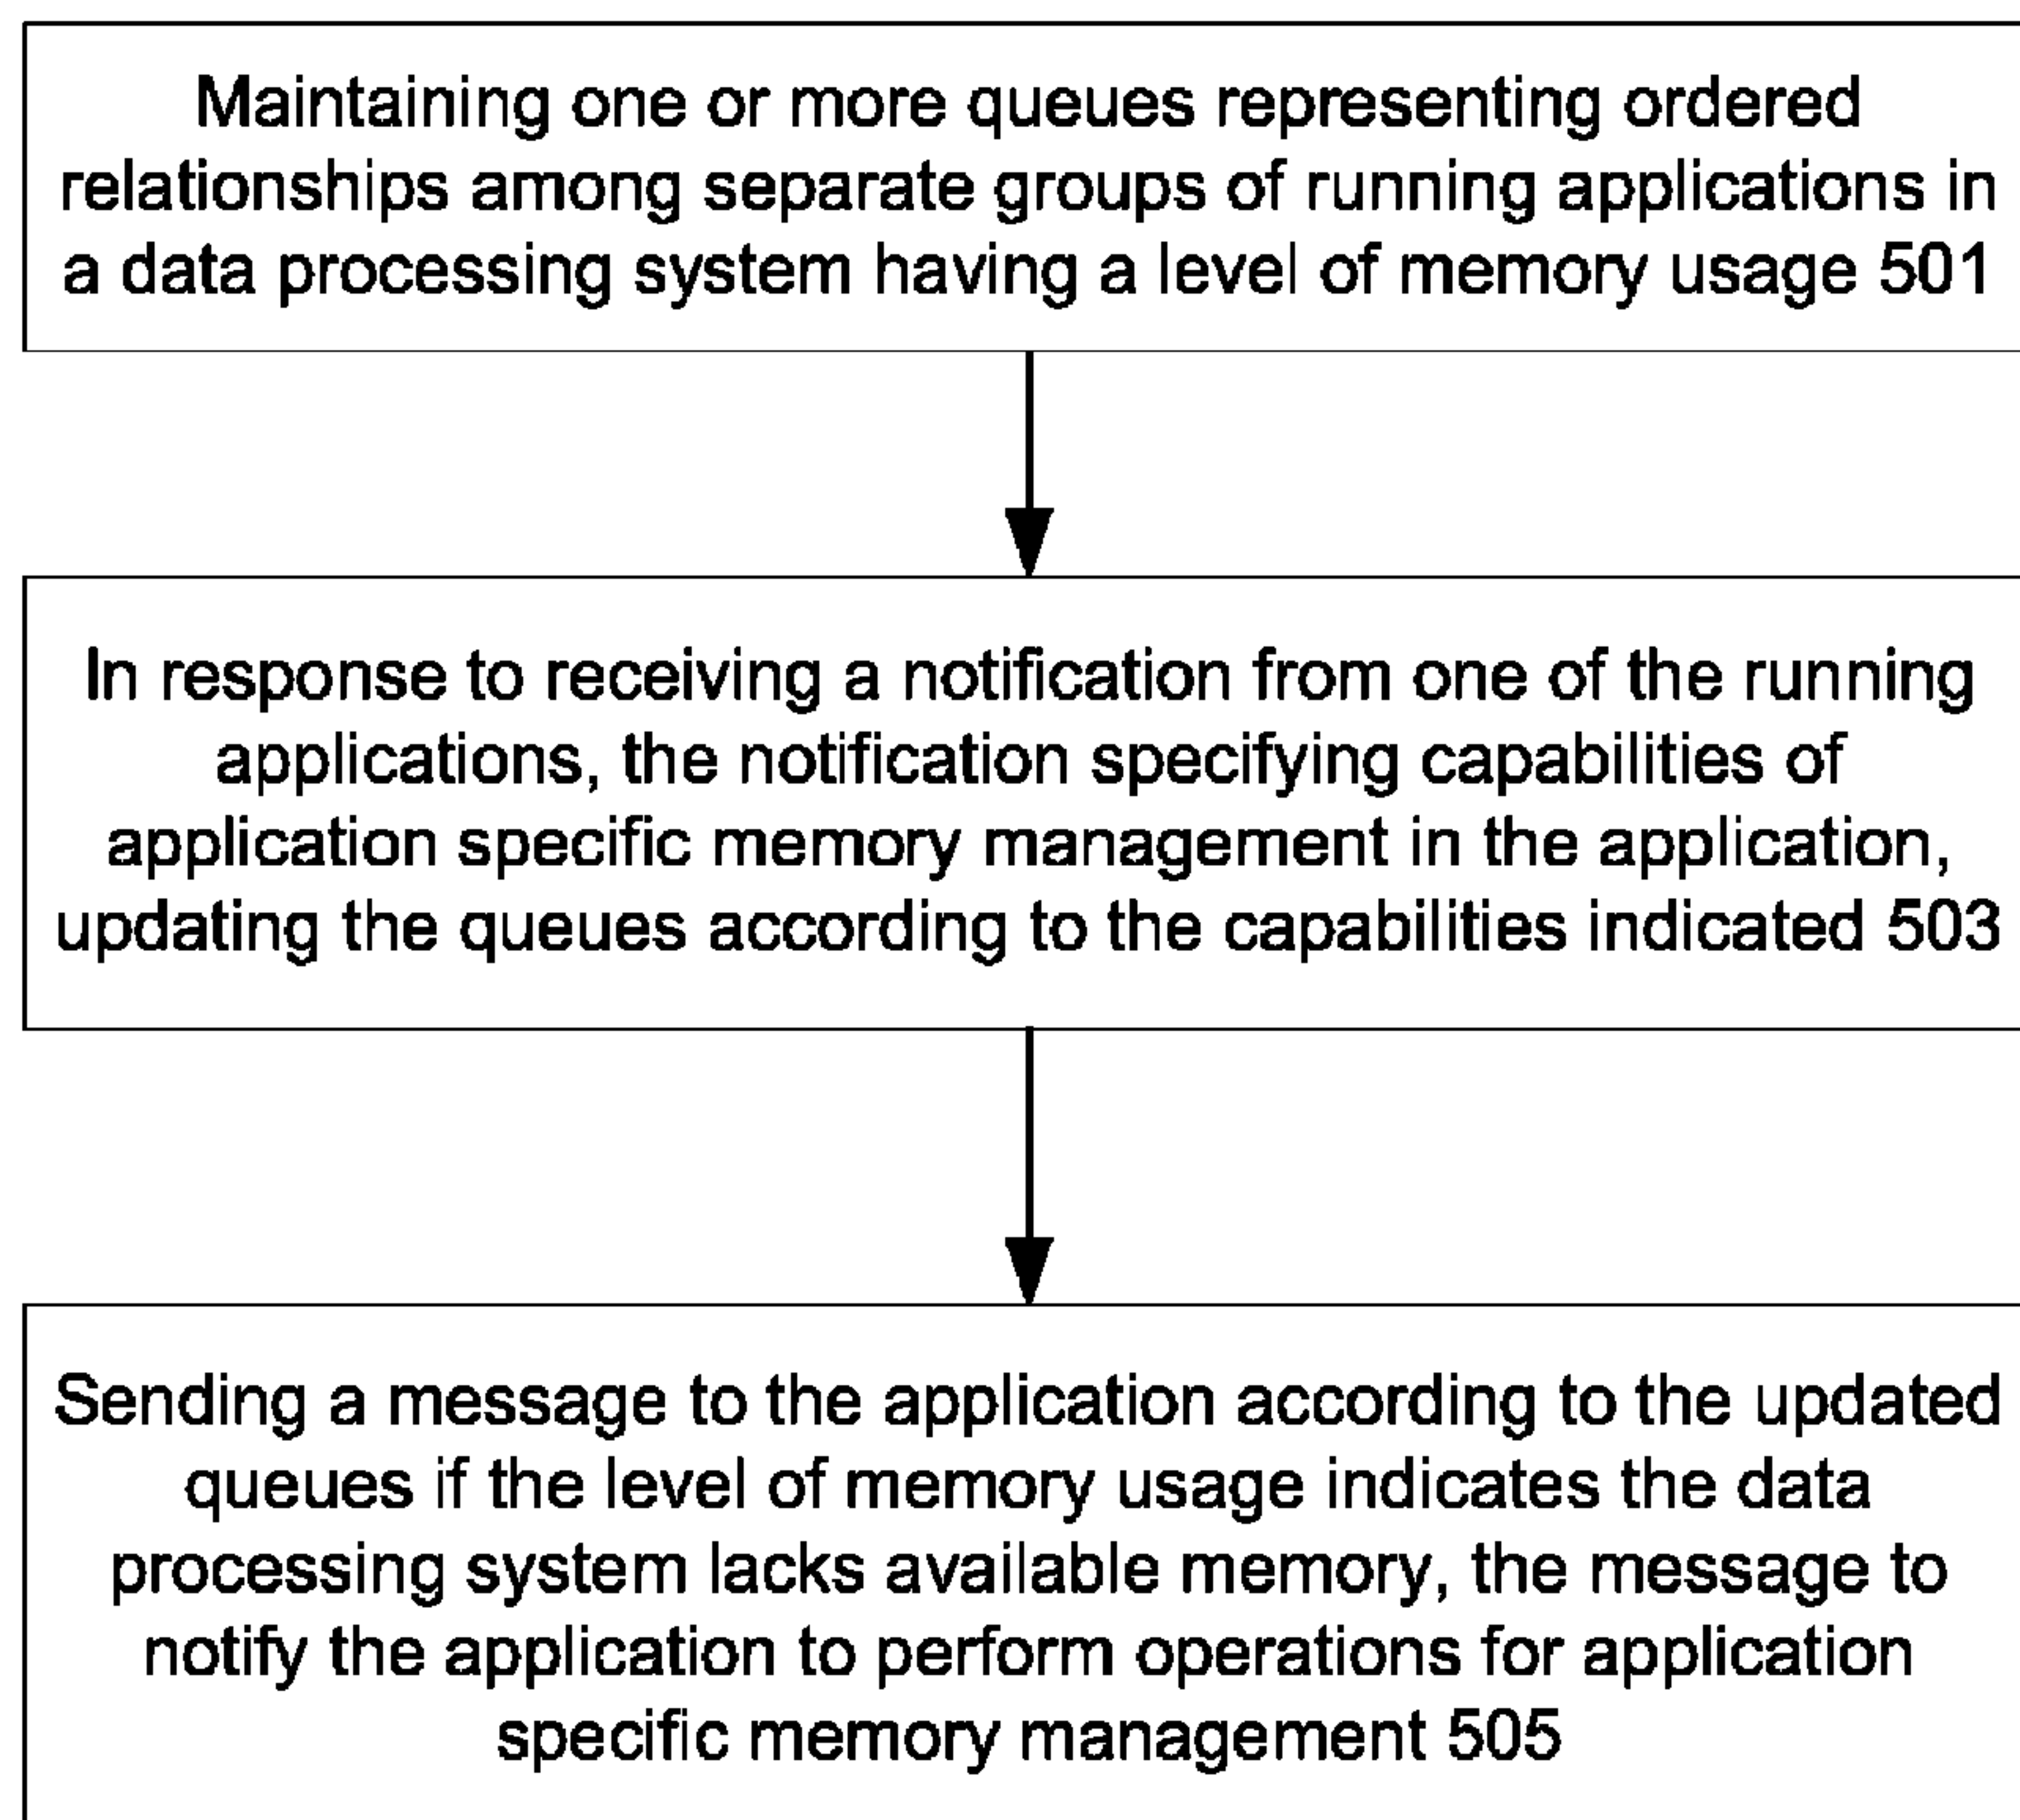 Maintaining one or more queues representing ordered
relationships among separate groups of running applications in
a data processing system having a level of memory usage 501
In response to receiving a notification from one of the running
applications, the notification specifying capabilities of
application specific memory management in the application,
updating the queues according to the capabilities indicated 503
Sending a message to the application according to the updated
queues if the level of memory usage indicates the data
processing system lacks available memory, the message to
notify the application to perform operations for application
specific memory management 505